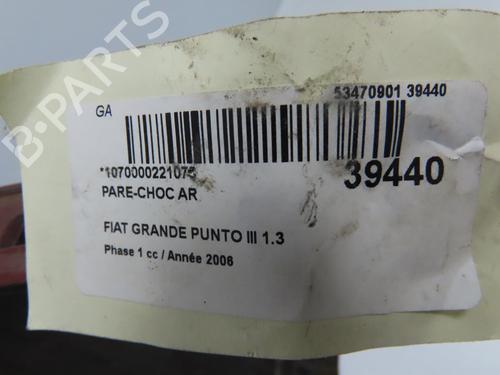 GA
53470901 39440
*1070000221075
39440
PARE-CHOC AR
FIAT GRANDE PUNTO III 1.3
Phase 1 cc / Année 2006
B-PARTS